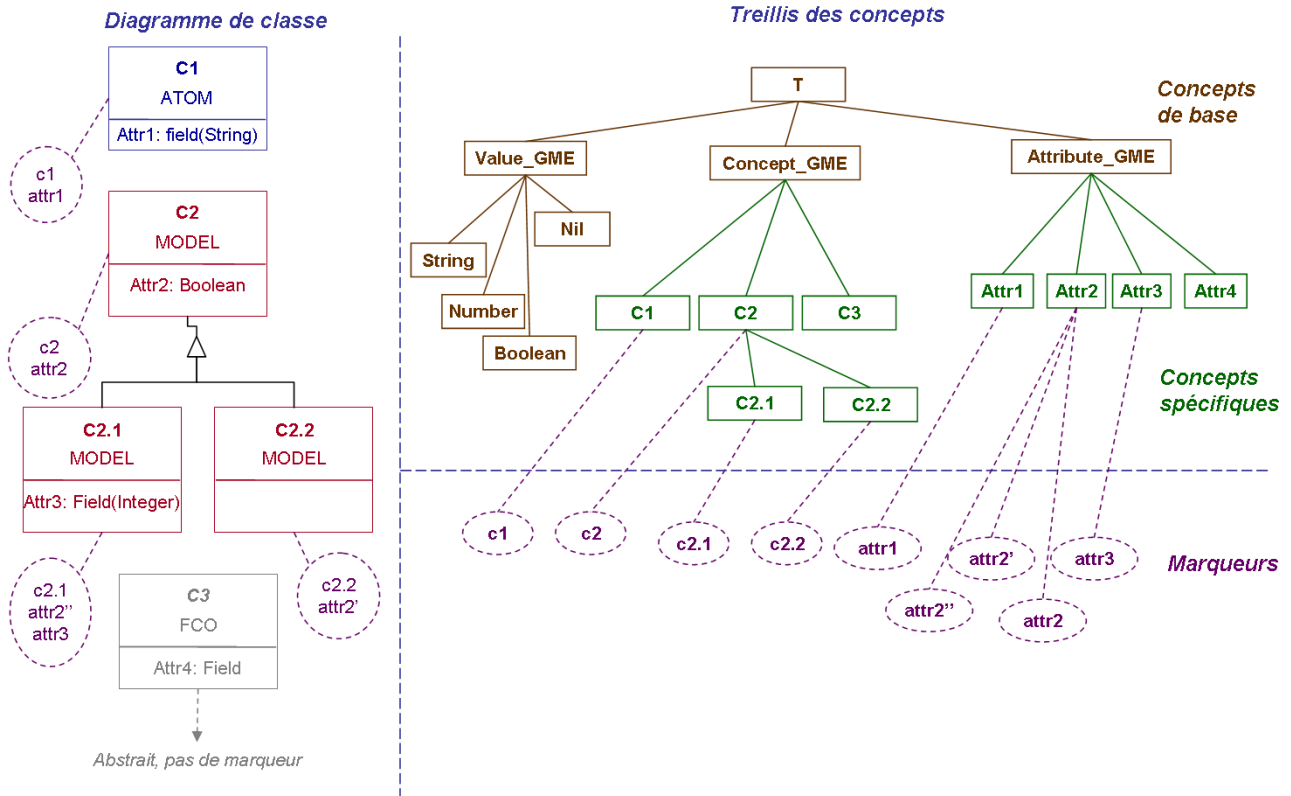 Diagramme de classe
C1
ATOM
Attr1: field(String)
c1
attr1
C2
MODEL
Attr2: Boolean
c2
attr2
C2.1
MODEL
Attr3: Field(Integer)
C2.2
MODEL
c2.1
attr2''
attr3
c2.2
attr2'
C3
FCO
Attr4: Field
Abstrait, pas de marqueur
Treillis des concepts
T
Concepts
de base
Value_GME
Concept_GME
Attribute_GME
Nil
String
Number
Boolean
C1
C2
C3
Attr1
Attr2
Attr3
Attr4
C2.1
C2.2
Concepts
spécifiques
c1
c2
c2.1
c2.2
attr1
attr2'
attr3
attr2''
attr2
Marqueurs